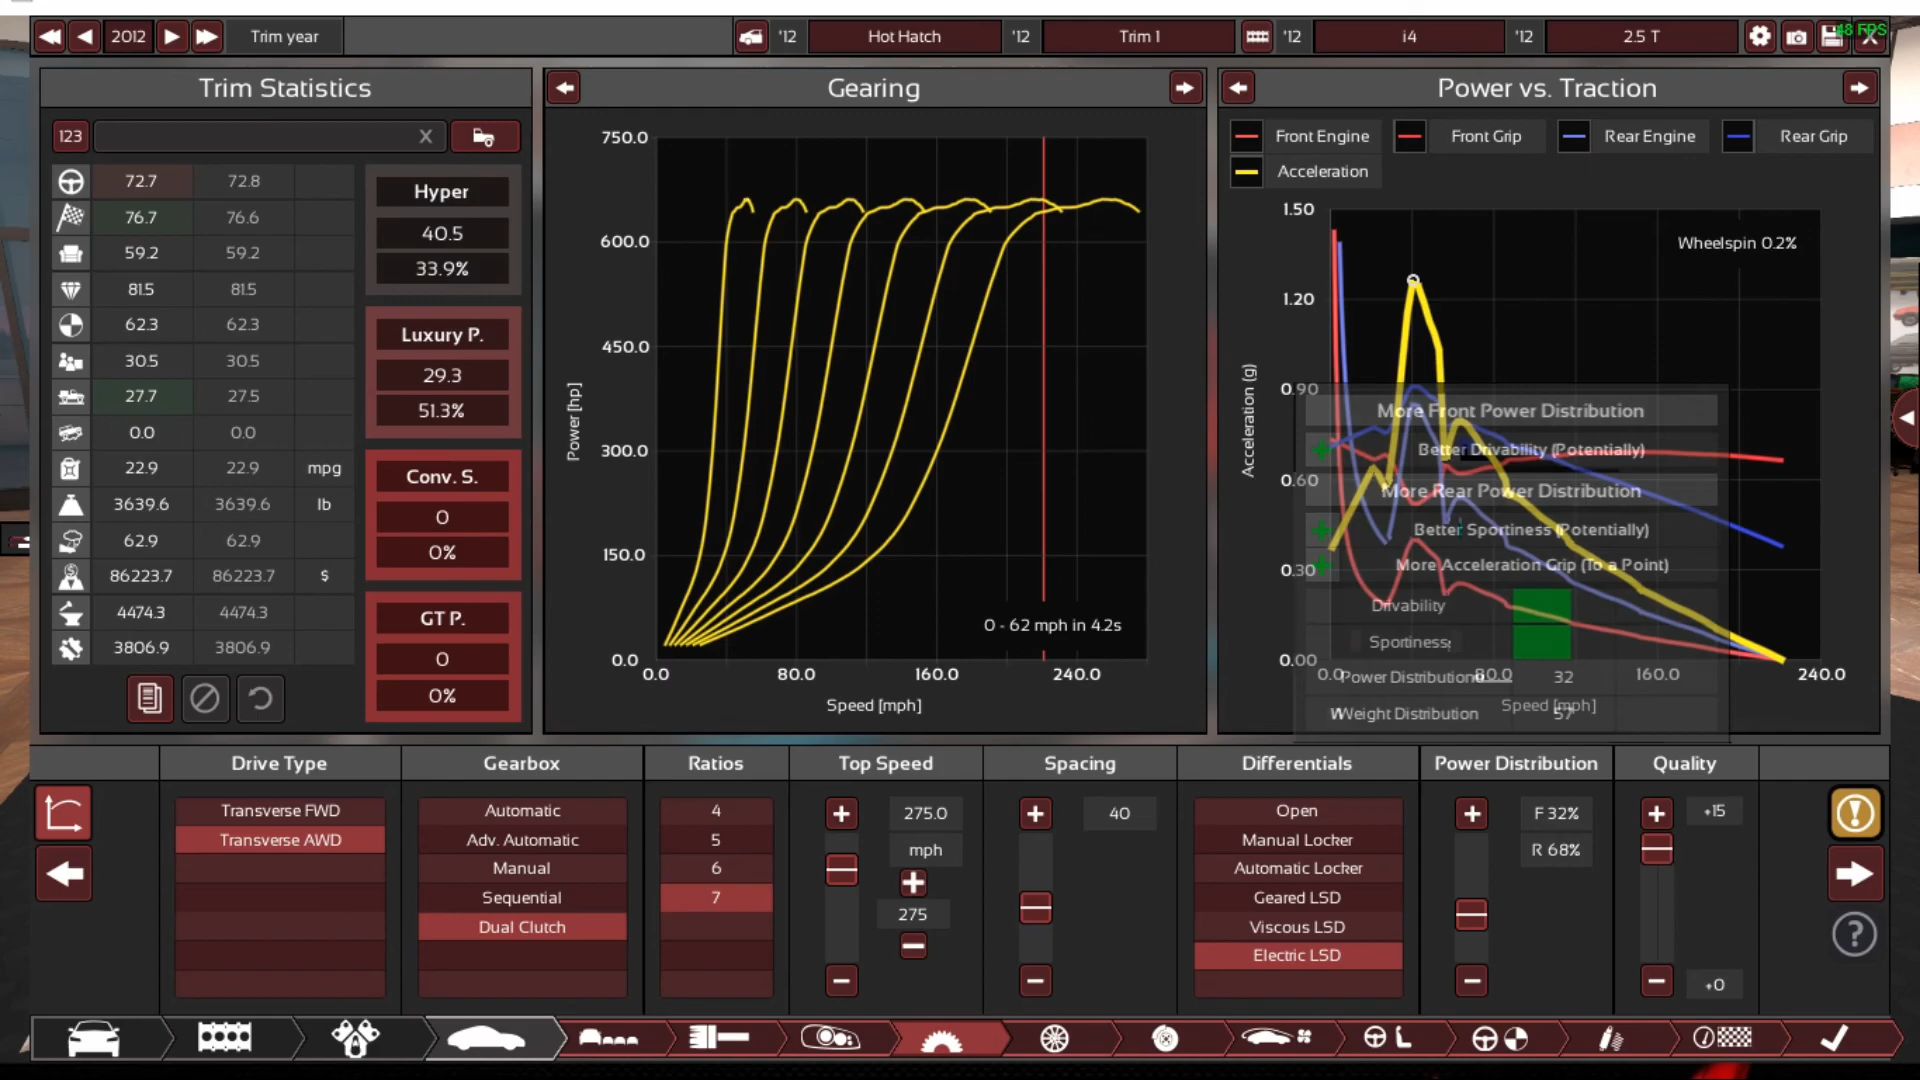 2012
Trim year
'12
Hot Hatch
'12
Trim 1
'12
i4
'12
2.5 T
48 FPS
Trim Statistics
123
X
72.7 72.8
76.7 76.6
59.2 59.2
81.5 81.5
62.3 62.3
30.5 30.5
27.7 27.5
0.0 0.0
22.9 22.9 mpg
3639.6 3639.6 lb
62.9 62.9
86223.7 86223.7 $
4474.3 4474.3
3806.9 3806.9
Hyper
40.5
33.9%
Luxury P.
29.3
51.3%
Conv. S.
0
0%
GT P.
0
0%
Gearing
750.0
600.0
450.0
300.0
150.0
0.0
Power [hp]
0 - 62 mph in 4.2s
0.0 80.0 160.0 240.0
Speed [mph]
Power vs. Traction
Front Engine Front Grip Rear Engine Rear Grip
Acceleration
Wheelspin 0.2%
1.50
1.20
0.90
0.60
0.30
0.00
Acceleration (g)
0.0 80.0 160.0 240.0
Speed [mph]
More Front Power Distribution
+ Better Drivability (Potentially)
More Rear Power Distribution
+ Better Sportiness (Potentially)
+ More Acceleration Grip (To a Point)
Drivability
Sportiness
Power Distribution 32
Weight Distribution 57
Drive Type
Transverse FWD
Transverse AWD
Gearbox
Automatic
Adv. Automatic
Manual
Sequential
Dual Clutch
Ratios
4
5
6
7
Top Speed
275.0
mph
275
Spacing
40
Differentials
Open
Manual Locker
Automatic Locker
Geared LSD
Viscous LSD
Electric LSD
Power Distribution
F 32%
R 68%
Quality
+15
+0
?